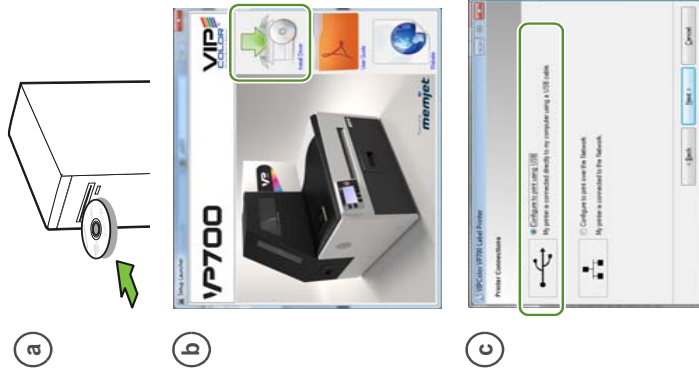 a
b
Setup Launcher
VP700
VIP
COLOR
Install Driver
User Guide
Website
VP
memjet
c
VIPColor VP700 Label Printer
Printer Connections
Configure to print using USB
My printer is connected directly to my computer using a USB cable.
Configure to print over the Network
My printer is connected to the Network.
< Back
Next >
Cancel